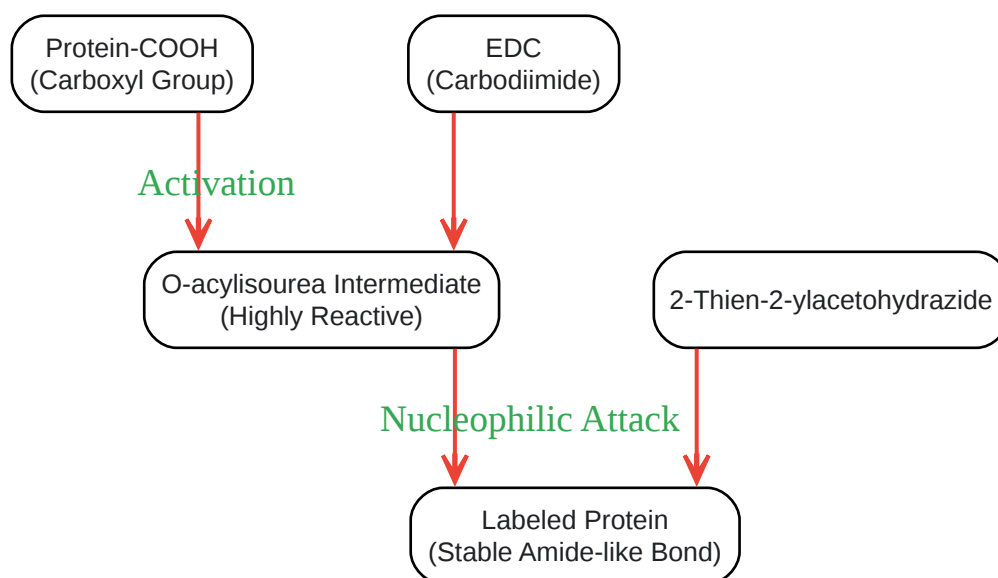 Protein-COOH
(Carboxyl Group)
EDC
(Carbodiimide)
Activation
O-acylisourea Intermediate
(Highly Reactive)
2-Thien-2-ylacetohydrazide
Nucleophilic Attack
Labeled Protein
(Stable Amide-like Bond)